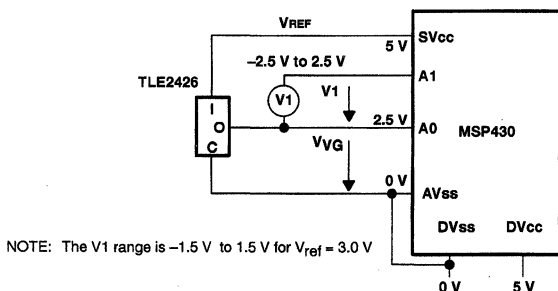 VREF
SVcc
5 V
–2.5 V to 2.5 V
A1
TLE2426
V1
V1
I
O
C
2.5 V
A0
MSP430
VVG
0 V
AVss
DVss
DVcc
NOTE: The V1 range is –1.5 V to 1.5 V for Vref = 3.0 V
0 V
5 V